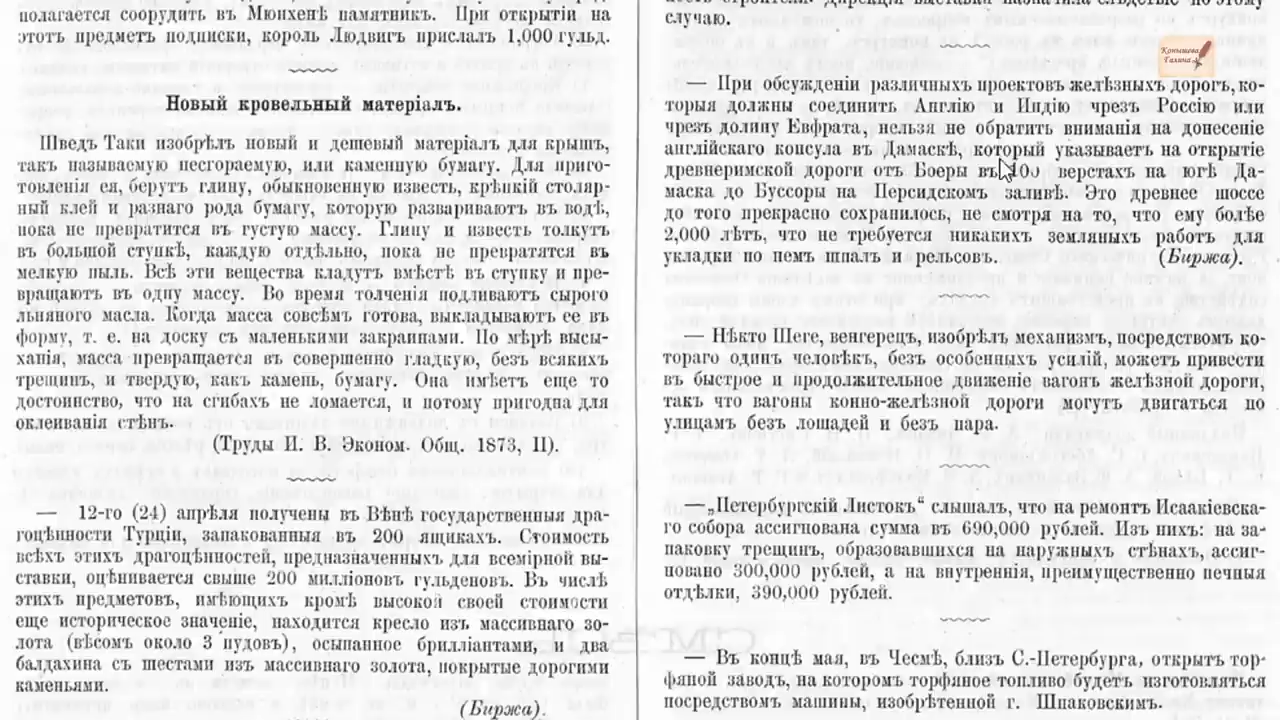 полагается соорудить въ Мюнхенѣ памятникъ. При открытіи на
этотъ предметъ подписки, король Людвигъ прислалъ 1,000 гульд.
Новый кровельный матеріалъ.
Шведъ Таки изобрѣлъ новый и дешевый матеріалъ для крышъ,
такъ называемую несгораемую, или каменную бумагу. Для приго-
товленія ея, берутъ глину, обыкновенную известь, крѣпкій столяр-
ный клей и разнаго рода бумагу, которую развариваютъ въ водѣ,
пока не превратится въ густую массу. Глину и известь толкутъ
въ большой ступкѣ, каждую отдѣльно, пока не превратятся въ
мелкую пыль. Всѣ эти вещества кладутъ вмѣстѣ въ ступку и пре-
вращаютъ въ одну массу. Во время толченія подливаютъ сырого
льняного масла. Когда масса совсѣмъ готова, выкладываютъ ее въ
форму, т. е. на доску съ маленькими закраинами. По мѣрѣ высы-
ханія, масса превращается въ совершенно гладкую, безъ всякихъ
трещинъ, и твердую, какъ камень, бумагу. Она имѣетъ еще то
достоинство, что на сгибахъ не ломается, и потому пригодна для
оклеиванія стѣнъ.
(Труды И. В. Эконом. Общ. 1873, II).
— 12-го (24) апрѣля получены въ Вѣнѣ государственныя дра-
гоцѣнности Турціи, запакованныя въ 200 ящикахъ. Стоимость
всѣхъ этихъ драгоцѣнностей, предназначенныхъ для всемірной вы-
ставки, оцѣнивается свыше 200 милліоновъ гульденовъ. Въ числѣ
этихъ предметовъ, имѣющихъ кромѣ высокой своей стоимости
еще историческое значеніе, находится кресло изъ массивнаго зо-
лота (вѣсомъ около 3 пудовъ), осыпанное брилліантами, и два
балдахина съ шестами изъ массивнаго золота, покрытые дорогими
каменьями.
(Биржа).
случаю.
Конышева
Галина
— При обсужденіи различныхъ проектовъ желѣзныхъ дорогъ, ко-
торыя должны соединить Англію и Индію чрезъ Россію или
чрезъ долину Евфрата, нельзя не обратить вниманія на донесеніе
англійскаго консула въ Дамаскѣ, который указываетъ на открытіе
древнеримской дороги отъ Боеры въ верстахъ на югѣ Да-
маска до Буссоры на Персидскомъ заливѣ. Это древнее шоссе
до того прекрасно сохранилось, не смотря на то, что ему болѣе
2,000 лѣтъ, что не требуется никакихъ земляныхъ работъ для
укладки по немъ шпалъ и рельсовъ. (Биржа).
— Нѣкто Шеме, венгерецъ, изобрѣлъ механизмъ, посредствомъ ко-
тораго одинъ человѣкъ, безъ особенныхъ усилій, можетъ привести
въ быстрое и продолжительное движеніе вагонъ желѣзной дороги,
такъ что вагоны конно-желѣзной дороги могутъ двигаться по
улицамъ безъ лошадей и безъ пара.
— „Петербургскій Листокъ“ слышалъ, что на ремонтъ Исаакіевска-
го собора ассигнована сумма въ 690,000 рублей. Изъ нихъ: на за-
паковку трещинъ, образовавшихся на наружныхъ стѣнахъ, ассиг-
новано 300,000 рублей, а на внутреннія, преимущественно печныя
отдѣлки, 390,000 рублей.
— Въ концѣ мая, въ Чесмѣ, близъ С.-Петербурга, открытъ тор-
фяной заводъ, на которомъ торфяное топливо будетъ изготовляться
посредствомъ машины, изобрѣтенной г. Шпаковскимъ.